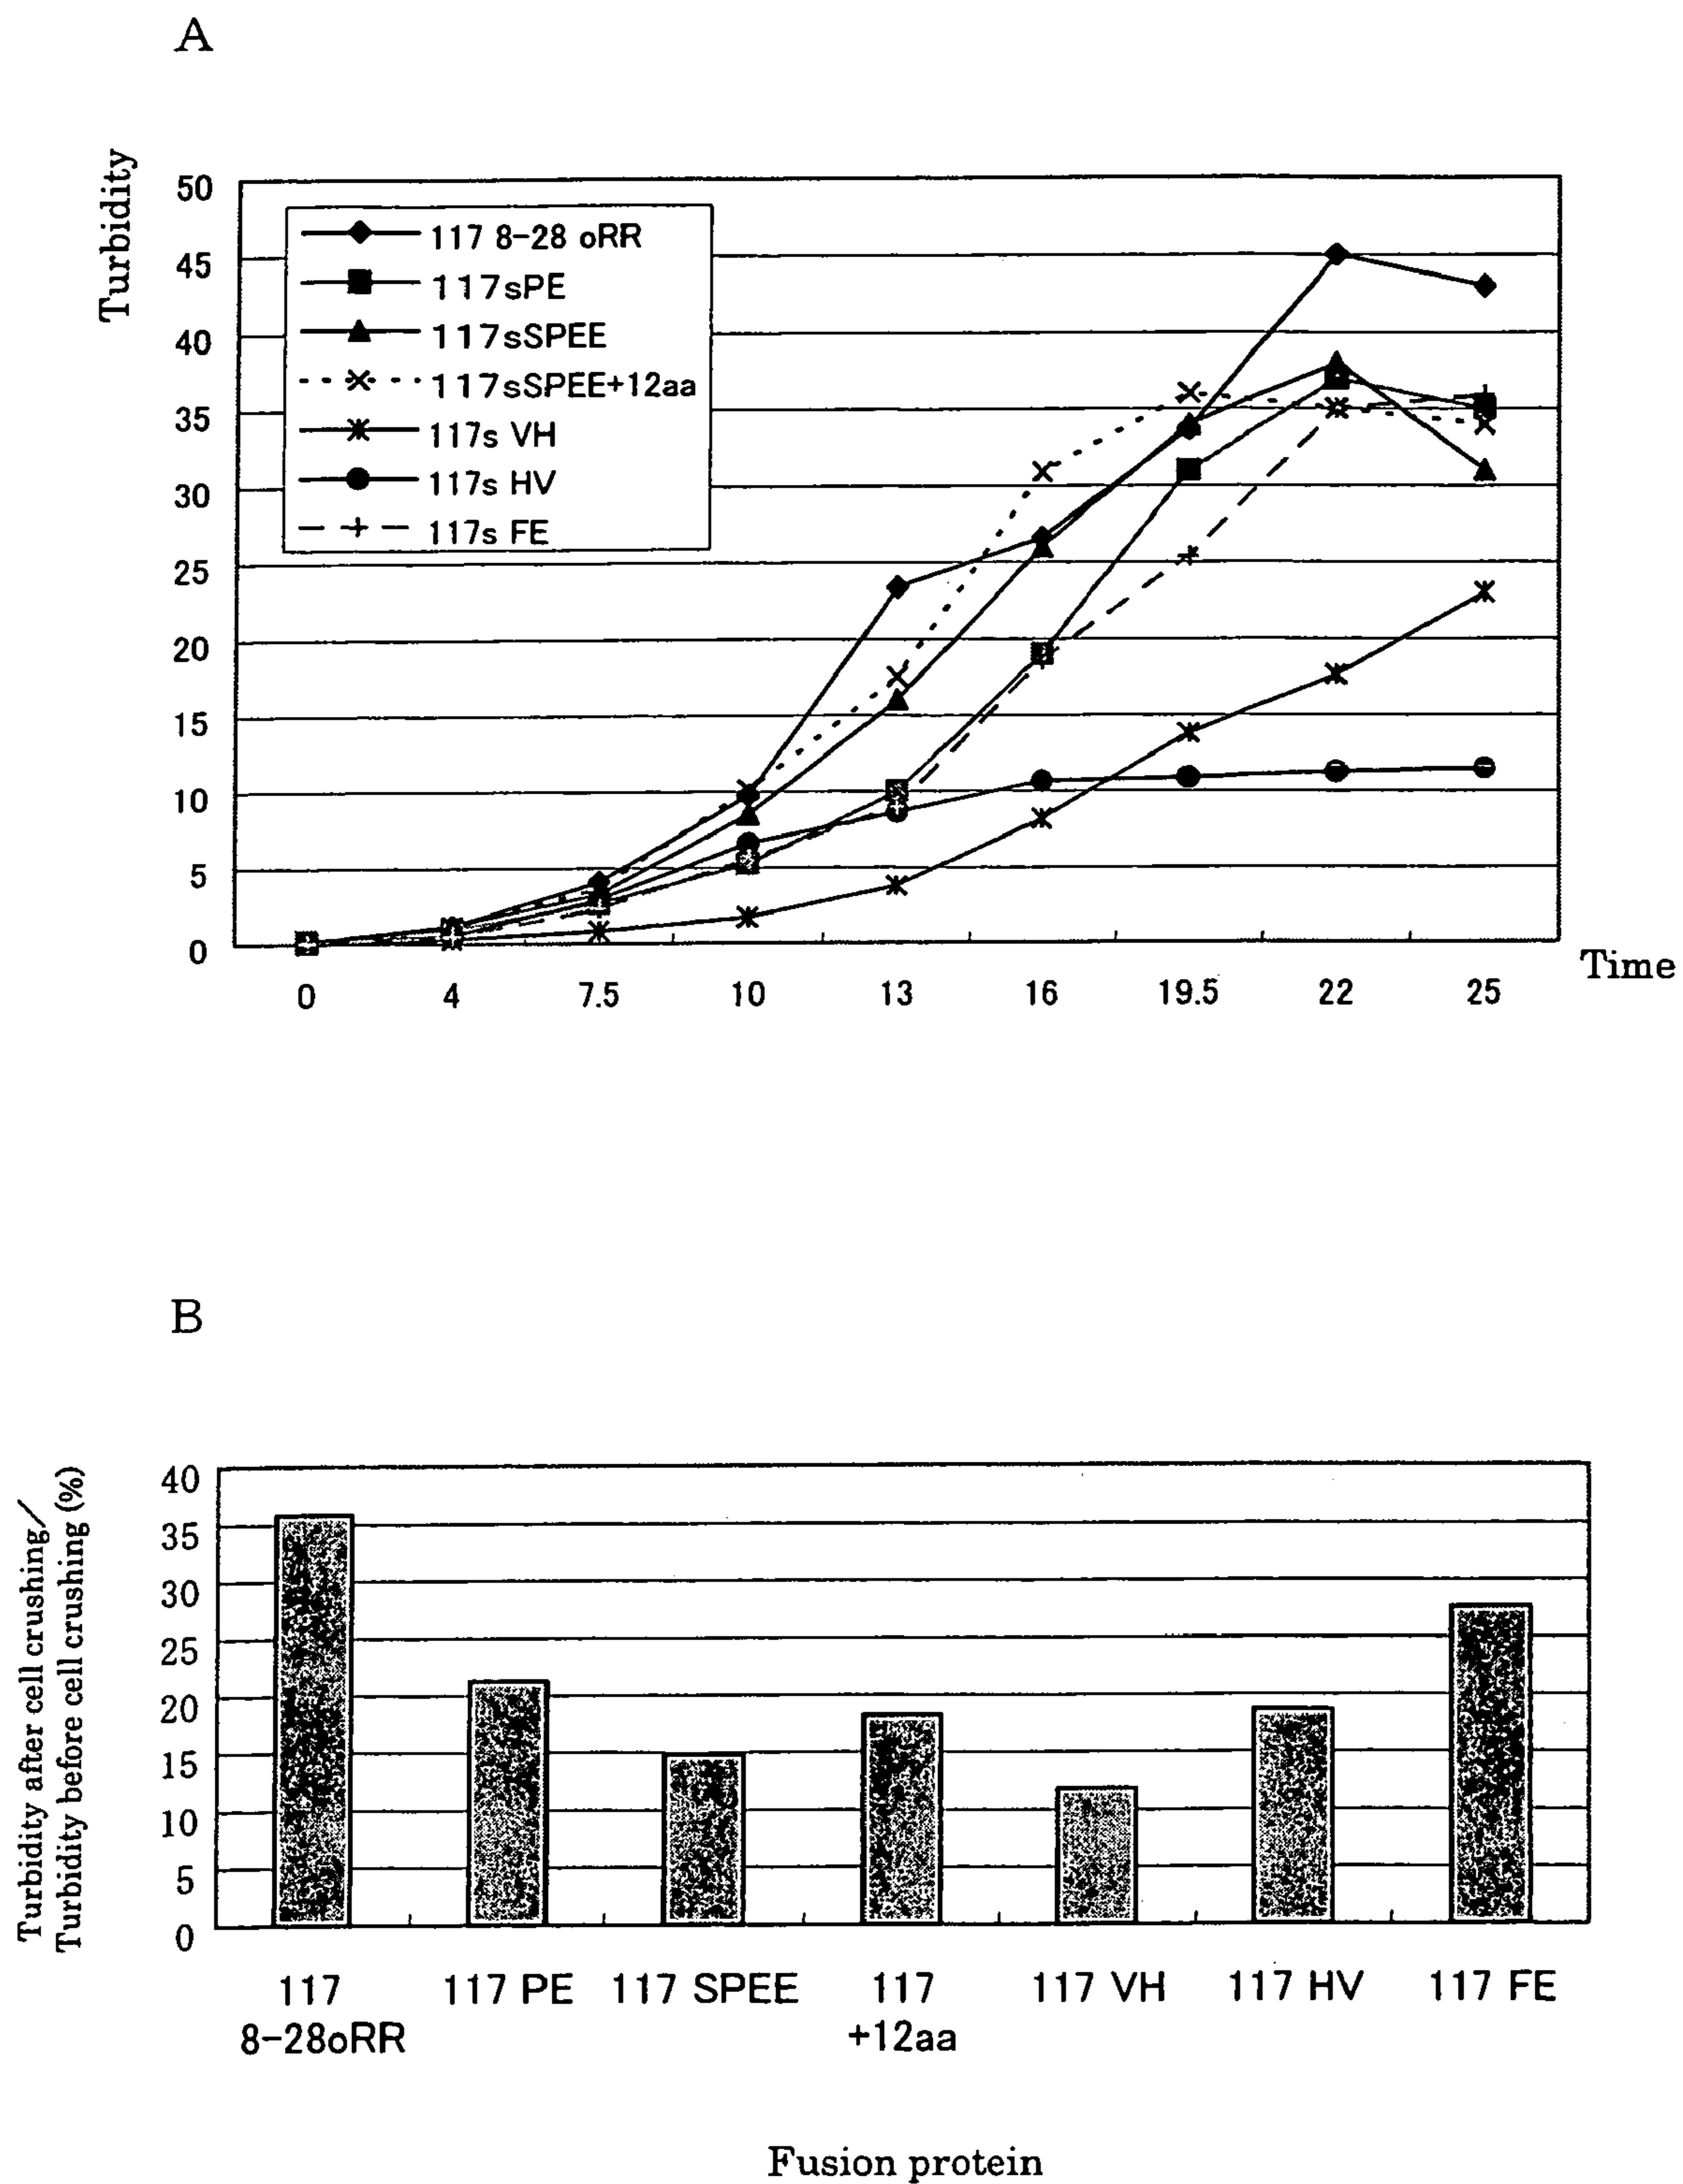 A
Turbidity
50
45
40
35
30
25
20
15
10
5
0
117 8-28 oRR
117sPE
117sSPEE
117sSPEE+12aa
117s VH
117s HV
117s FE
Time
0 4 7.5 10 13 16 19.5 22 25
B
Turbidity after cell crushing/
Turbidity before cell crushing (%)
40
35
30
25
20
15
10
5
0
117 117 PE 117 SPEE 117 117 VH 117 HV 117 FE
8-28oRR +12aa
Fusion protein